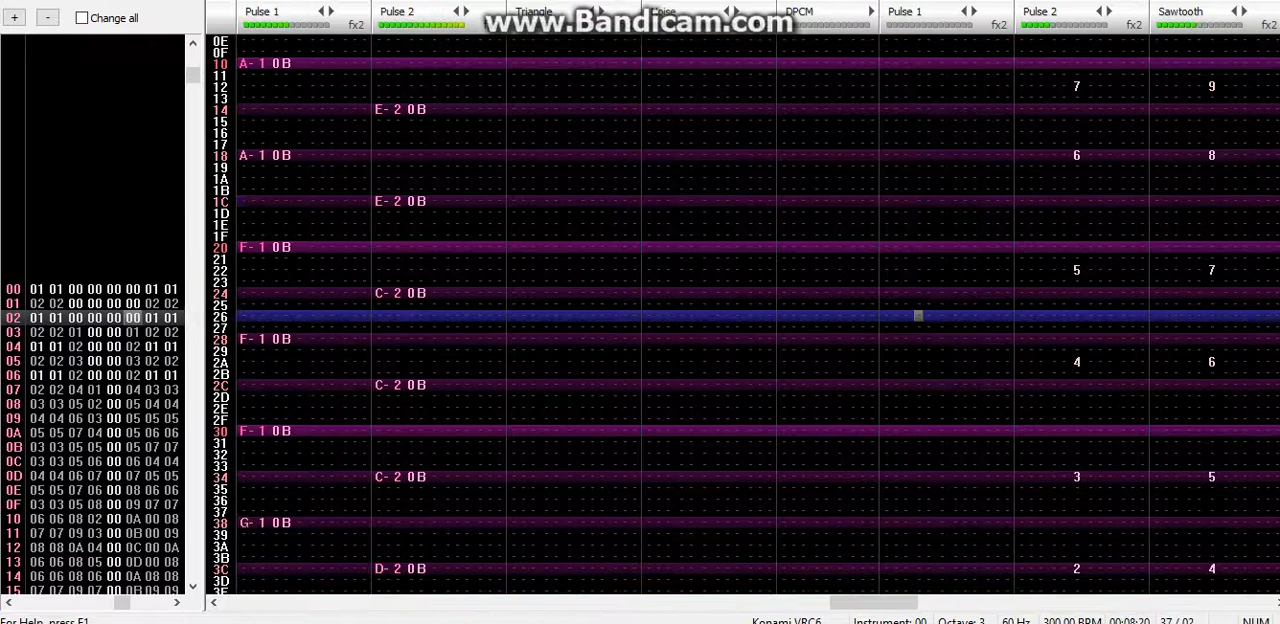 + - Change all
Pulse 1 fx2 Pulse 2 Triangle Noise DPCM Pulse 1 fx2 Pulse 2 fx2 Sawtooth fx2
www.Bandicam.com
0E
0F
10 A- 1 0B
11
12 7 9
13
14 E- 2 0B
15
16
17
18 A- 1 0B 6 8
19
1A
1B
1C E- 2 0B
1D
1E
1F
20 F- 1 0B
21
22 5 7
23
24 C- 2 0B
25
26
27
28 F- 1 0B
29
2A 4 6
2B
2C C- 2 0B
2D
2E
2F
30 F- 1 0B
31
32
33
34 C- 2 0B 3 5
35
36
37
38 G- 1 0B
39
3A
3B
3C D- 2 0B 2 4
3D
3E
00 01 01 00 00 00 00 01 01
01 02 02 00 00 00 00 02 02
02 01 01 00 00 00 00 01 01
03 02 02 01 00 00 01 02 02
04 01 01 02 00 00 02 01 01
05 02 02 03 00 00 03 02 02
06 01 01 02 00 00 02 01 01
07 02 02 04 01 00 04 03 03
08 03 03 05 02 00 05 04 04
09 04 04 06 03 00 05 05 05
0A 05 05 07 04 00 05 06 06
0B 03 03 05 05 00 05 07 07
0C 03 03 05 06 00 06 04 04
0D 04 04 06 06 00 07 05 05
0E 05 05 07 06 00 08 06 06
0F 03 03 05 08 00 09 07 07
10 06 06 08 02 00 0A 00 08
11 07 07 09 03 00 0B 00 09
12 08 08 0A 04 00 0C 00 0A
13 06 06 08 05 00 0D 00 08
14 06 06 08 06 00 0A 08 08
15 07 07 09 06 00 0B 09 09
For Help, press F1 Konami VRC6 Instrument: 00 Octave: 3 60 Hz 300.00 BPM 00:08:20 37 / 02 NUM